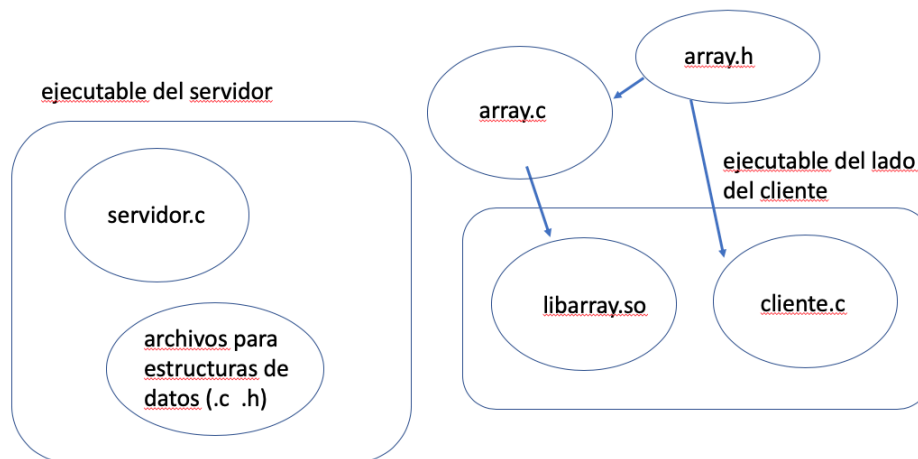 ejecutable del servidor
servidor.c
archivos para
estructuras de
datos (.c .h)
array.h
array.c
ejecutable del lado
del cliente
libarray.so
cliente.c